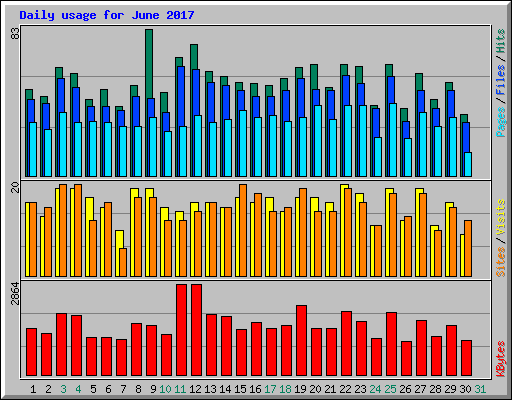 Daily usage for June 2017
83
Pages/Files/Hits
20
Sites/Visits
2864
KBytes
1 2 3 4 5 6 7 8 9 10 11 12 13 14 15 16 17 18 19 20 21 22 23 24 25 26 27 28 29 30 31